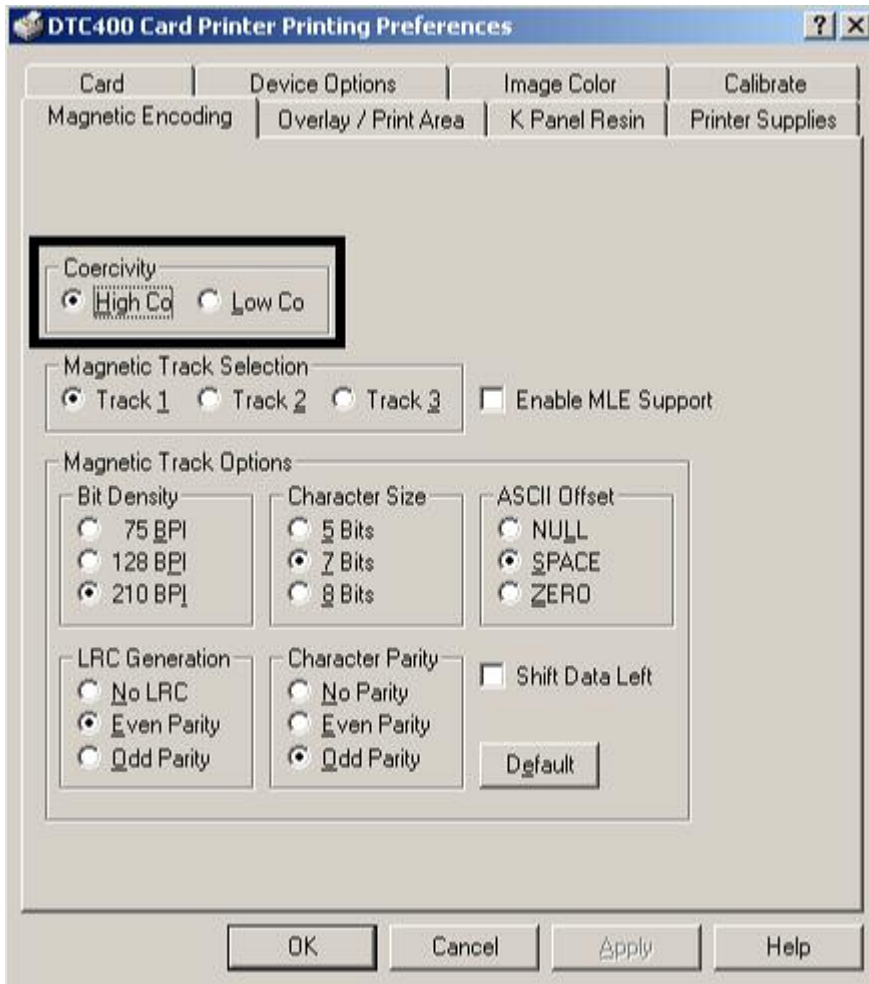 DTC400 Card Printer Printing Preferences
Card Device Options Image Color Calibrate
Magnetic Encoding Overlay / Print Area K Panel Resin Printer Supplies
Coercivity
High Co Low Co
Magnetic Track Selection
Track 1 Track 2 Track 3 Enable MLE Support
Magnetic Track Options
Bit Density Character Size ASCII Offset
75 BPI 5 Bits NULL
128 BPI 7 Bits SPACE
210 BPI 8 Bits ZERO
LRC Generation Character Parity
No LRC No Parity Shift Data Left
Even Parity Even Parity
Odd Parity Odd Parity Default
OK Cancel Apply Help